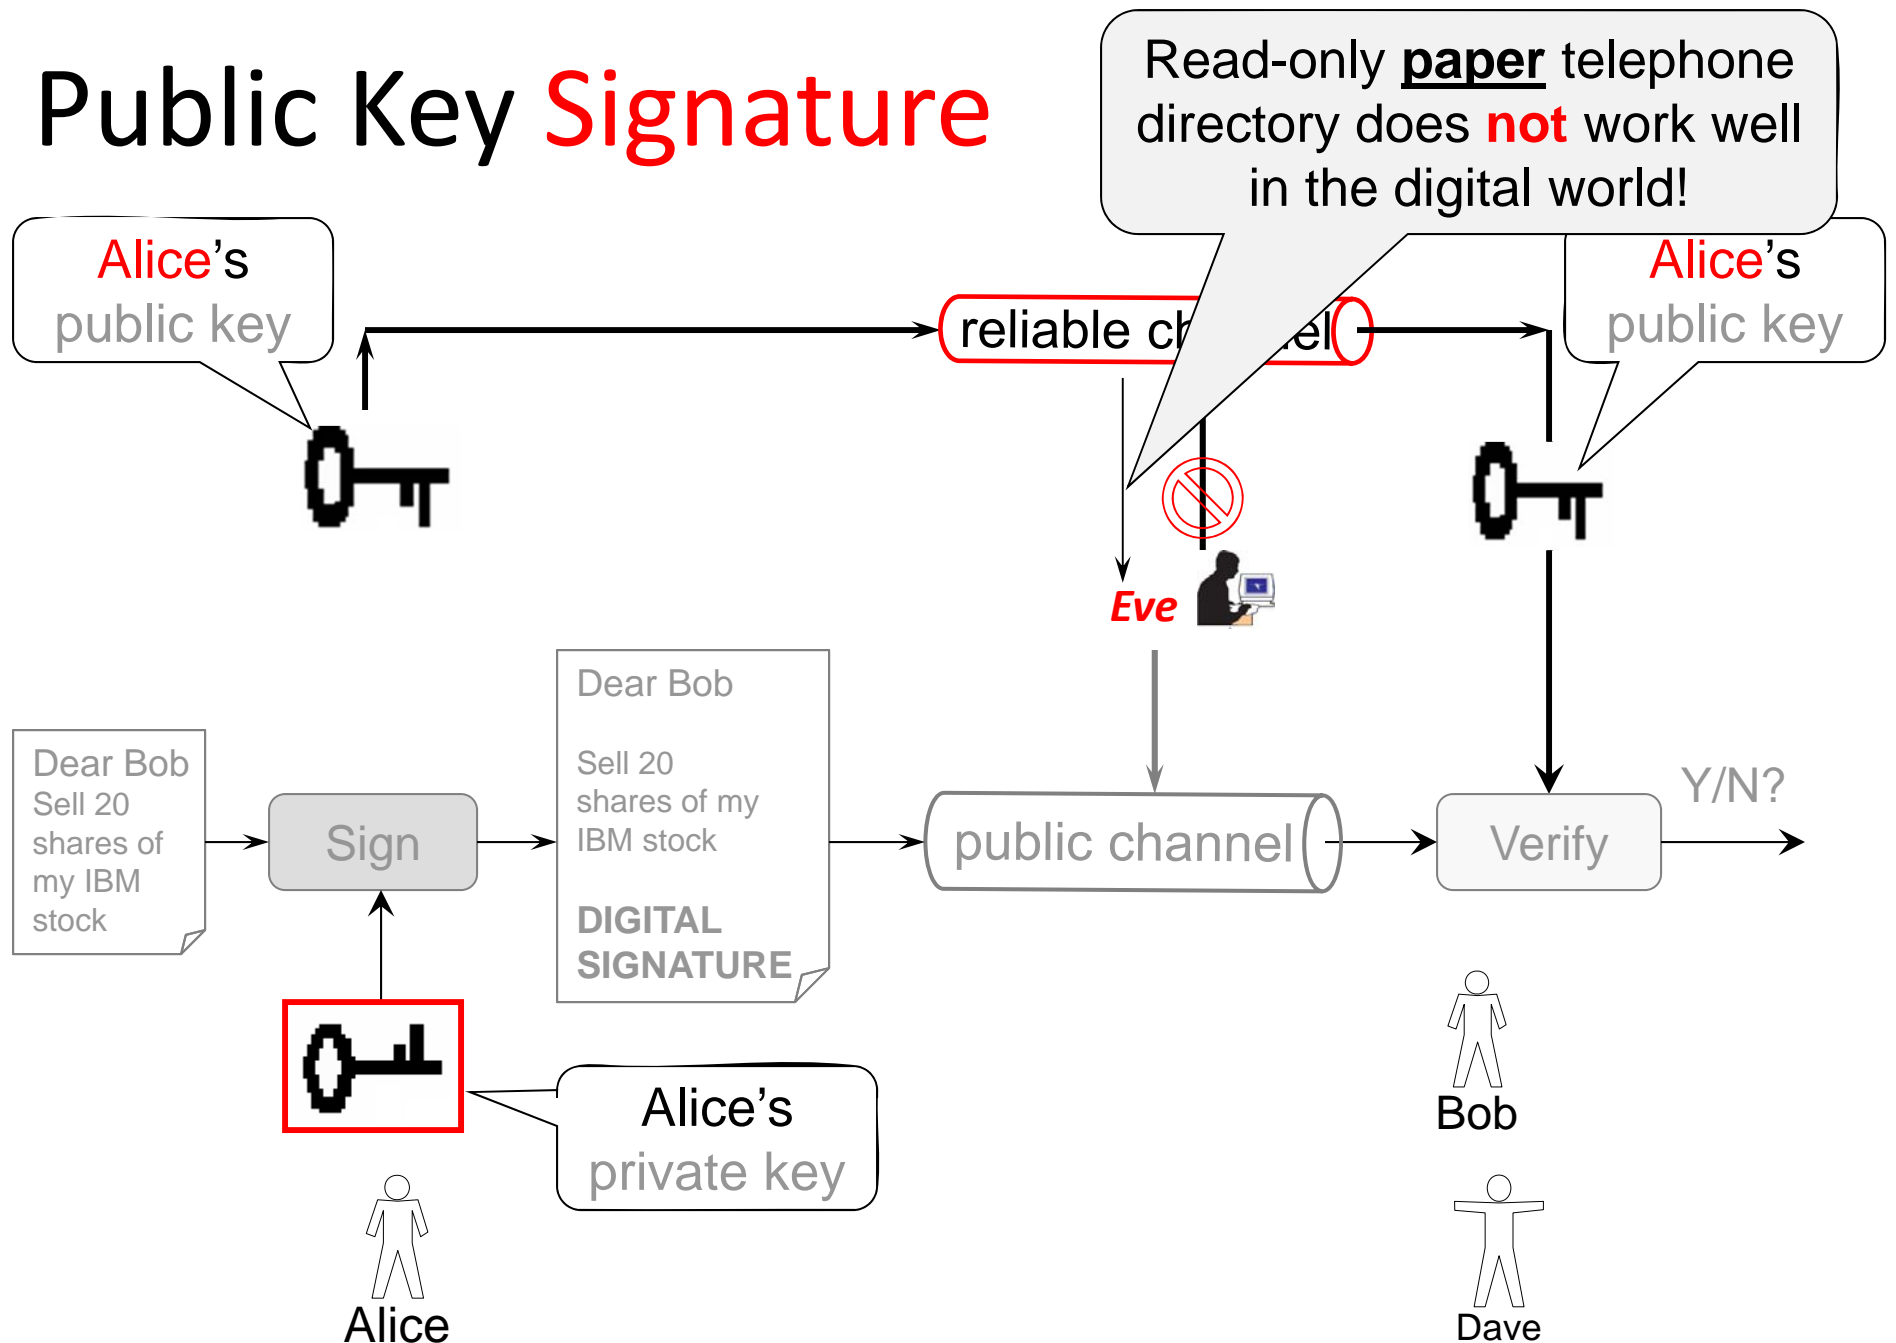 Public Key Signature
Read-only paper telephone
directory does not work well
in the digital world!
Alice's
public key
Alice's
public key
reliable
Eve
Dear Bob
Sell 20
shares of
my IBM
stock
Sign
Dear Bob
Sell 20
shares of my
IBM stock
DIGITAL
SIGNATURE
public channel
Verify
Y/N?
Alice's
private key
Alice
Bob
Dave